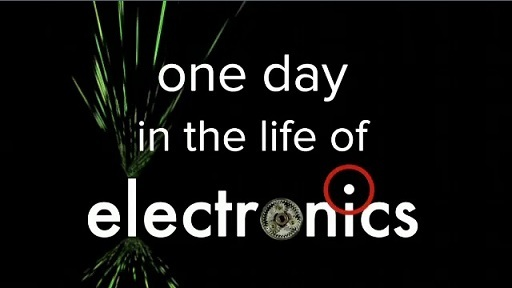 one day
in the life of
electronics